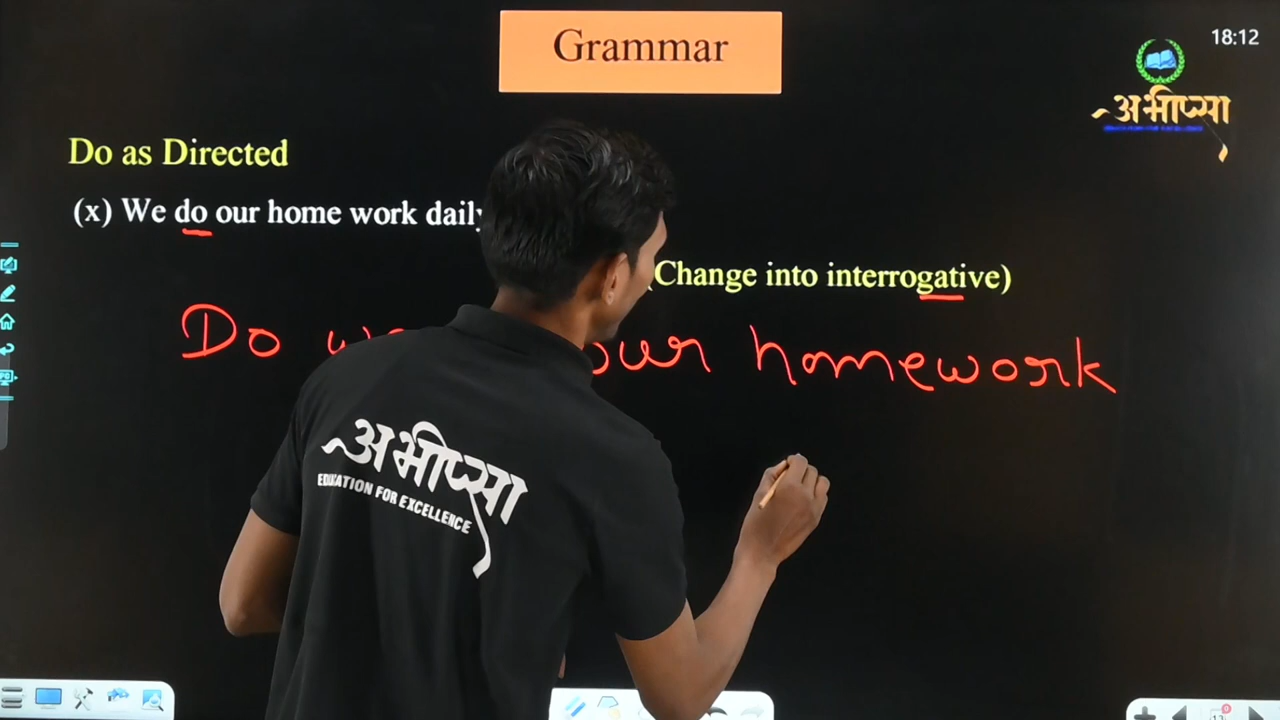 Grammar
18:12
अभीप्सा
Do as Directed
(x) We do our home work daily
(Change into interrogative)
Do we our homework
अभीप्सा
EDUCATION FOR EXCELLENCE